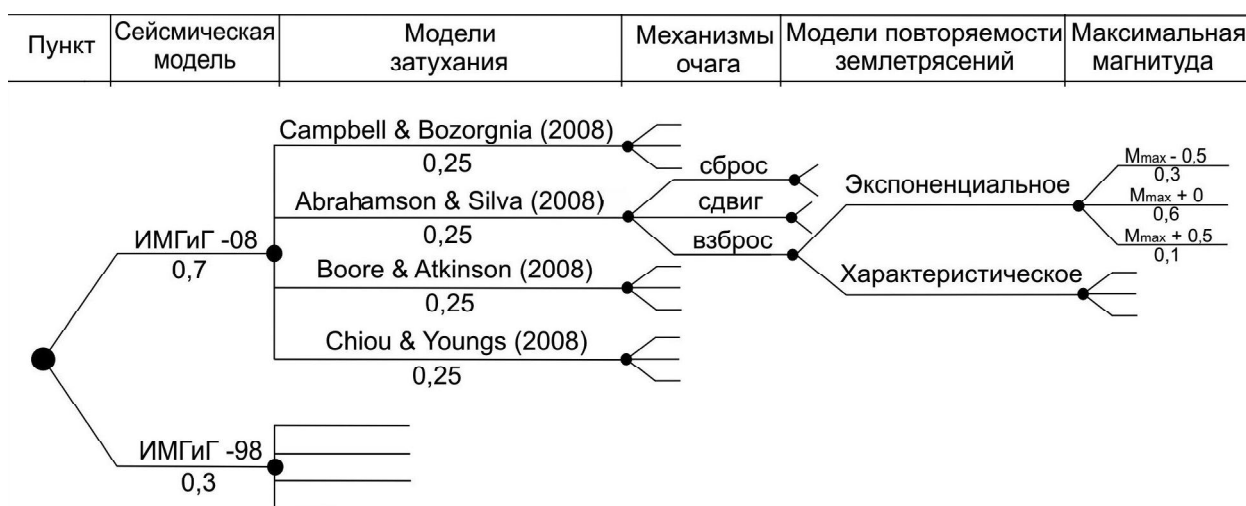 Пункт
Сейсмическая
модель
Модели
затухания
Механизмы
очага
Модели повторяемости
землетрясений
Максимальная
магнитуда
Campbell & Bozorgnia (2008)
0,25
Abrahamson & Silva (2008)
0,25
Boore & Atkinson (2008)
0,25
Chiou & Youngs (2008)
0,25
ИМГиГ -08
0,7
ИМГиГ -98
0,3
сброс
сдвиг
взброс
Экспоненциальное
Характеристическое
Mmax - 0,5
0,3
Mmax + 0
0,6
Mmax + 0,5
0,1